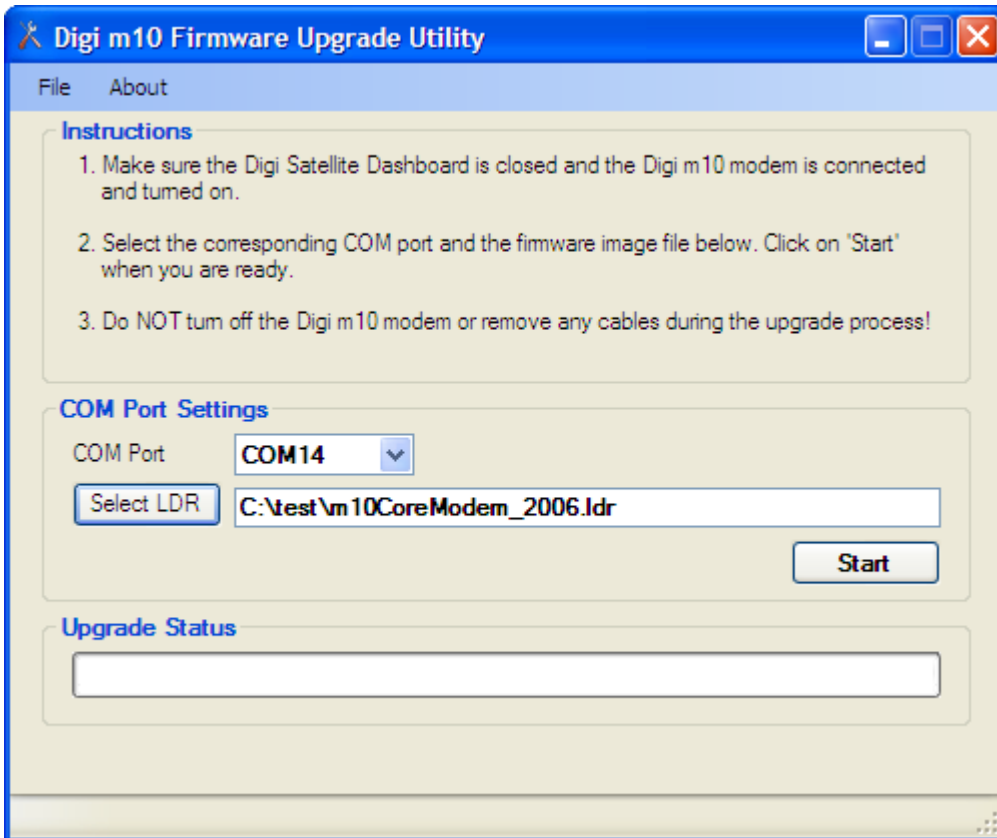 Digi m10 Firmware Upgrade Utility
File About
Instructions
1. Make sure the Digi Satellite Dashboard is closed and the Digi m10 modem is connected
and turned on.
2. Select the corresponding COM port and the firmware image file below. Click on 'Start'
when you are ready.
3. Do NOT turn off the Digi m10 modem or remove any cables during the upgrade process!
COM Port Settings
COM Port COM14
Select LDR C:\test\m10CoreModem_2006.ldr
Start
Upgrade Status